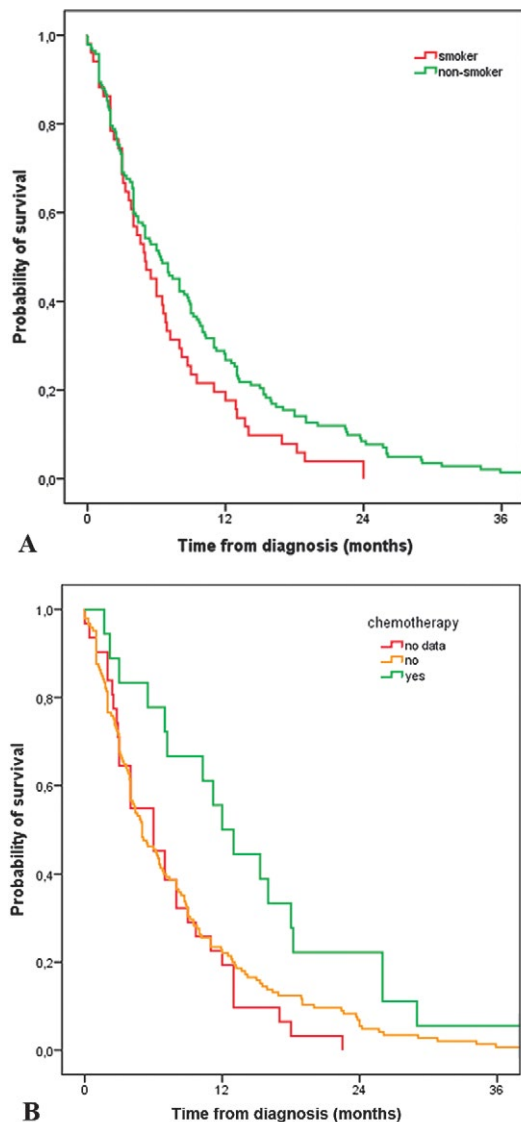 1,0
0,8
0,6
0,4
0,2
0,0
Probability of survival
smoker
non-smoker
0 12 24 36
Time from diagnosis (months)
A
1,0
0,8
0,6
0,4
0,2
0,0
Probability of survival
chemotherapy
no data
no
yes
0 12 24 36
Time from diagnosis (months)
B